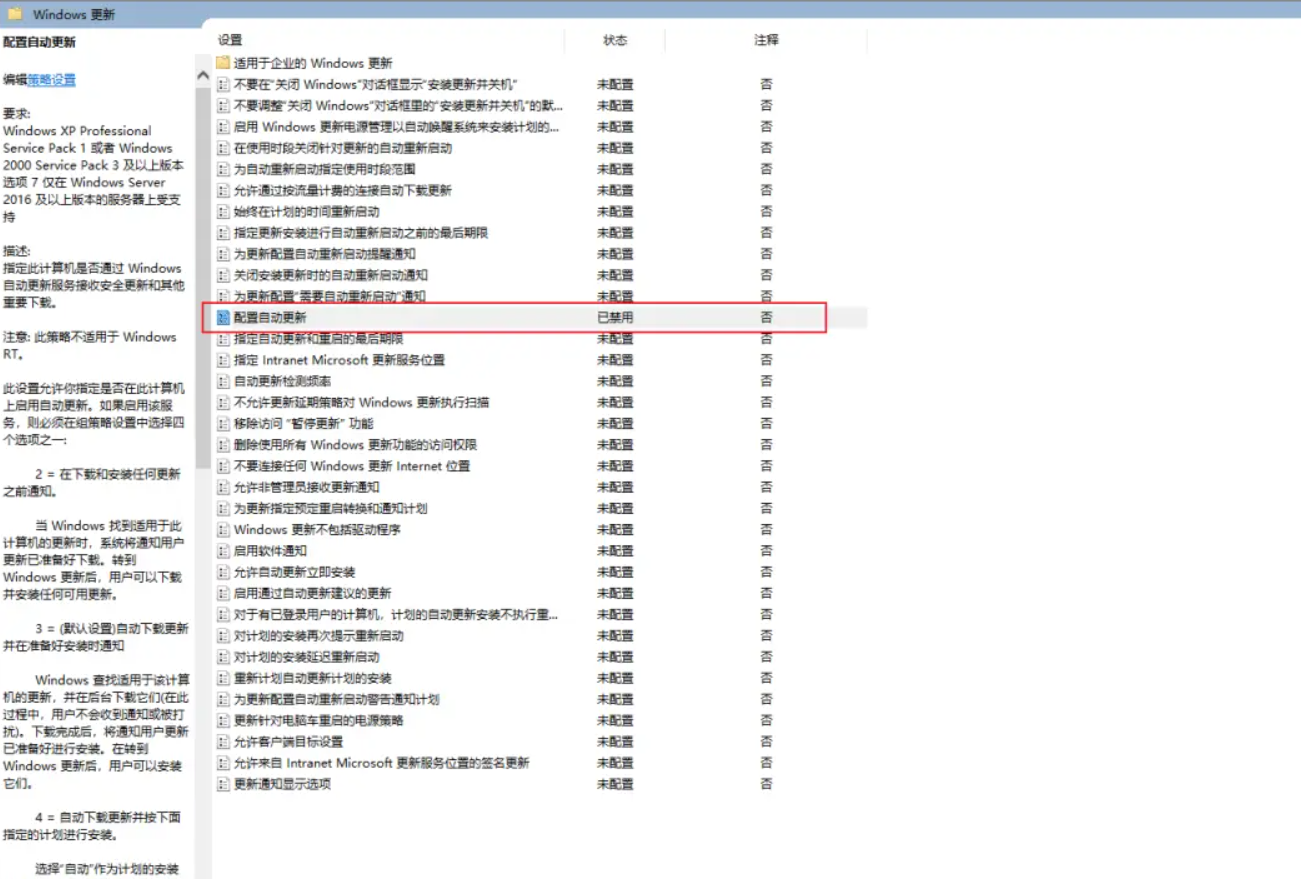 Windows 更新
配置自动更新
编辑策略设置
要求:
Windows XP Professional
Service Pack 1 或者 Windows
2000 Service Pack 3 及以上版本
选项 7 仅在 Windows Server
2016 及以上版本的服务器上受支
持
描述:
指定此计算机是否通过 Windows
自动更新服务接收安全更新和其他
重要下载。
注意: 此策略不适用于 Windows
RT。
此设置允许你指定是否在此计算机
上启用自动更新。如果启用该服
务，则必须在组策略设置中选择四
个选项之一:
2 = 在下载和安装任何更新
之前通知。
当 Windows 找到适用于此
计算机的更新时，系统将通知用户
更新已准备好下载。转到
Windows 更新后，用户可以下载
并安装任何可用更新。
3 = (默认设置)自动下载更新
并在准备好安装时通知
Windows 查找适用于该计算
机的更新，并在后台下载它们(在此
过程中，用户不会收到通知或被打
扰)。下载完成后，将通知用户更新
已准备好进行安装。在转到
Windows 更新后，用户可以安装
它们。
4 = 自动下载更新并按下面
指定的计划进行安装。
选择“自动”作为计划的安装
设置 状态 注释
适用于企业的 Windows 更新
不要在“关闭 Windows”对话框显示“安装更新并关机” 未配置 否
不要调整“关闭 Windows”对话框里的“安装更新并关机”的默... 未配置 否
启用 Windows 更新电源管理以自动唤醒系统来安装计划的... 未配置 否
在使用时段关闭针对更新的自动重新启动 未配置 否
为自动重新启动指定使用时段范围 未配置 否
允许通过按流量计费的连接自动下载更新 未配置 否
始终在计划的时间重新启动 未配置 否
指定更新安装进行自动重新启动之前的最后期限 未配置 否
为更新配置自动重新启动提醒通知 未配置 否
关闭安装更新时的自动重新启动通知 未配置 否
为更新配置“需要自动重新启动”通知 未配置 否
配置自动更新 已禁用 否
指定自动更新和重启的最后期限 未配置 否
指定 Intranet Microsoft 更新服务位置 未配置 否
自动更新检测频率 未配置 否
不允许更新延期策略对 Windows 更新执行扫描 未配置 否
移除访问 “暂停更新” 功能 未配置 否
删除使用所有 Windows 更新功能的访问权限 未配置 否
不要连接任何 Windows 更新 Internet 位置 未配置 否
允许非管理员接收更新通知 未配置 否
为更新指定预定重启转换和通知计划 未配置 否
Windows 更新不包括驱动程序 未配置 否
启用软件通知 未配置 否
允许自动更新立即安装 未配置 否
启用通过自动更新建议的更新 未配置 否
对于有已登录用户的计算机，计划的自动更新安装不执行重... 未配置 否
对计划的安装再次提示重新启动 未配置 否
对计划的安装延迟重新启动 未配置 否
重新计划自动更新计划的安装 未配置 否
为更新配置自动重新启动警告通知计划 未配置 否
更新针对电脑车重启的电源策略 未配置 否
允许客户端目标设置 未配置 否
允许来自 Intranet Microsoft 更新服务位置的签名更新 未配置 否
更新通知显示选项 未配置 否